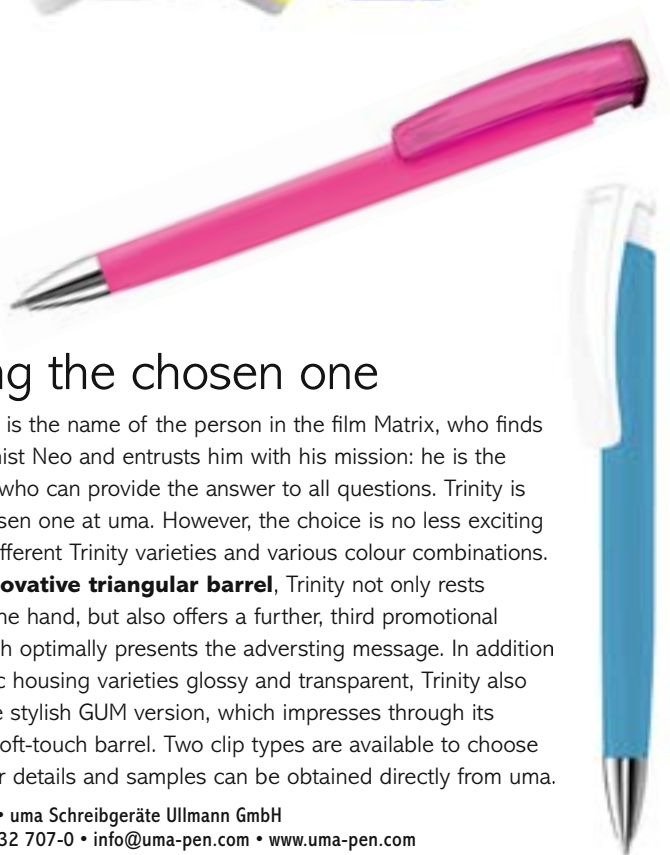 ng the chosen one
is the name of the person in the film Matrix, who finds
nist Neo and entrusts him with his mission: he is the
who can provide the answer to all questions. Trinity is
sen one at uma. However, the choice is no less exciting
fferent Trinity varieties and various colour combinations.
ovative triangular barrel, Trinity not only rests
ne hand, but also offers a further, third promotional
h optimally presents the adversting message. In addition
c housing varieties glossy and transparent, Trinity also
e stylish GUM version, which impresses through its
oft-touch barrel. Two clip types are available to choose
r details and samples can be obtained directly from uma.
• uma Schreibgeräte Ullmann GmbH
32 707-0 • info@uma-pen.com • www.uma-pen.com